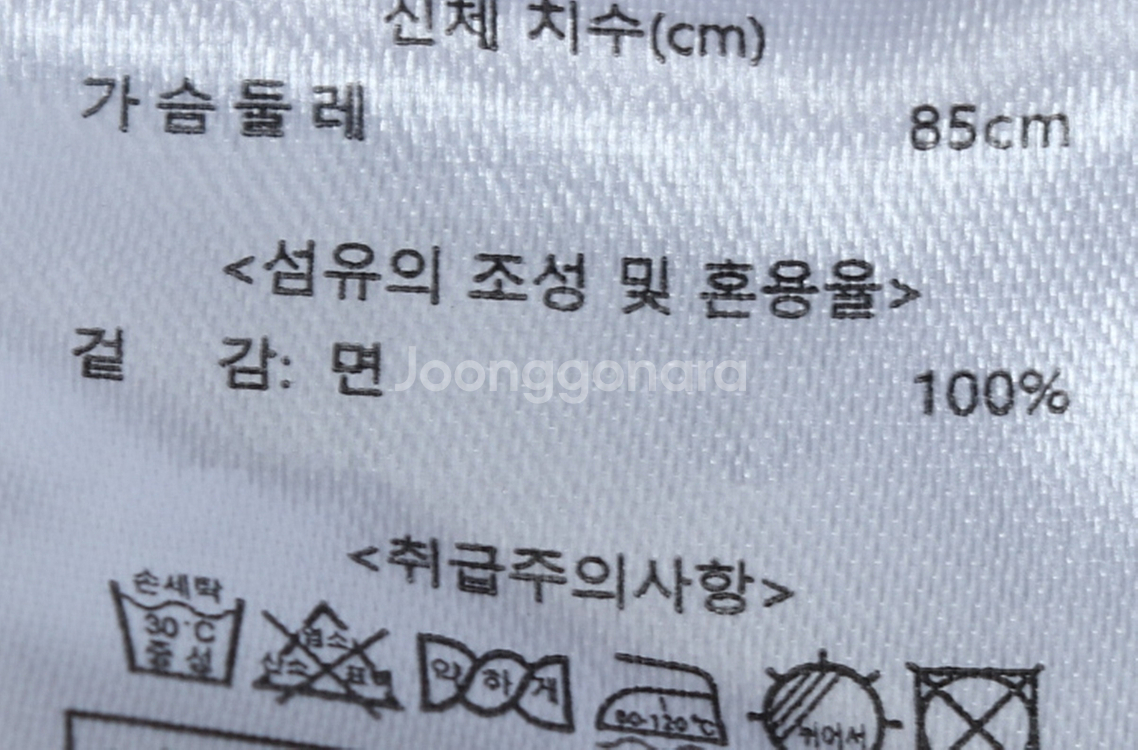 신체 치수(cm)
가슴둘레 85cm
<섬유의 조성 및 혼용율>
겉 감: 면 100%
Joonggonara
<취급주의사항>
손세탁
30°C
중성
염소
산소 표백
약하게
80-120℃
뉘어서